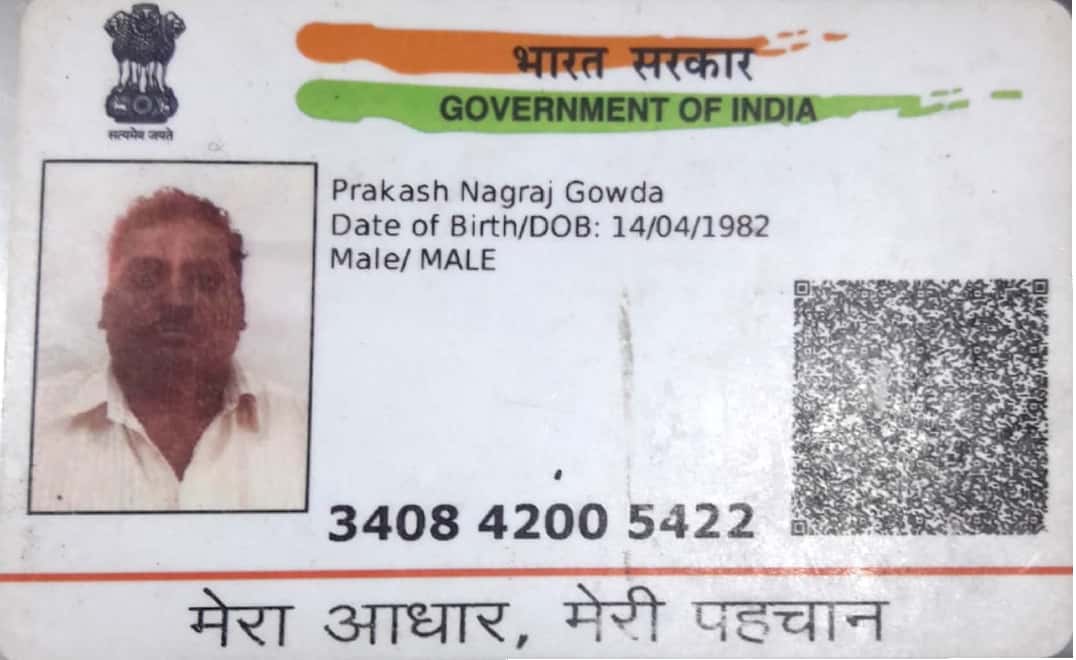 सत्यमेव जयते
भारत सरकार
GOVERNMENT OF INDIA
Prakash Nagraj Gowda
Date of Birth/DOB: 14/04/1982
Male/ MALE
3408 4200 5422
मेरा आधार, मेरी पहचान